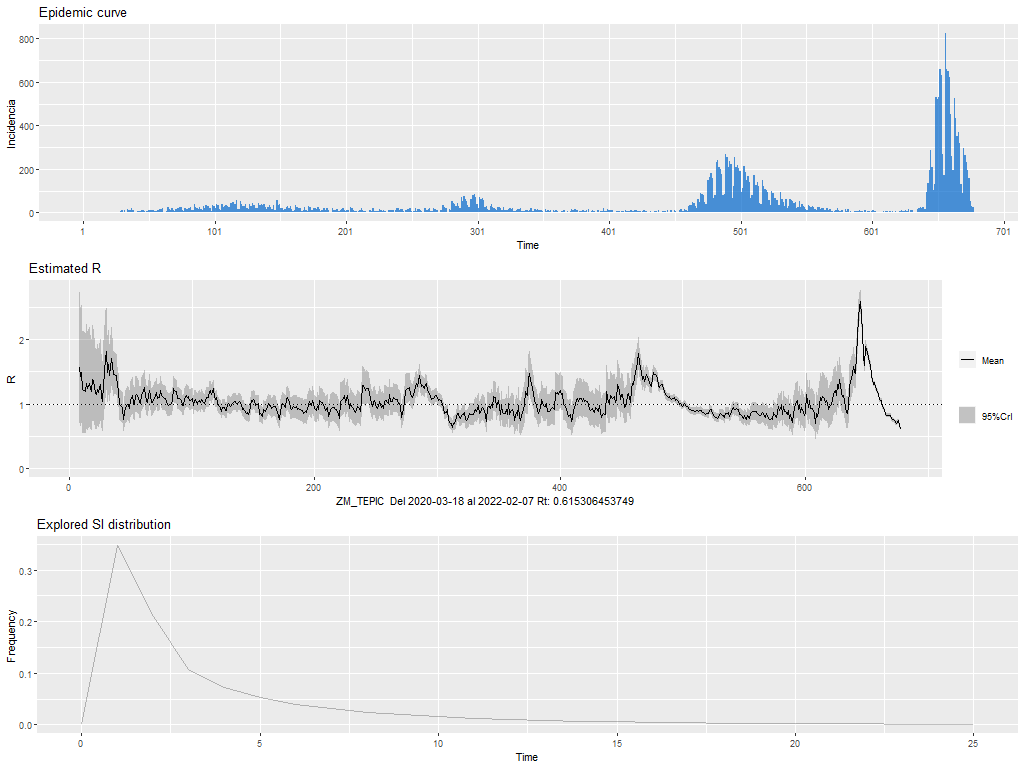 Epidemic curve
Incidencia
800
600
400
200
0
1
101
201
301
401
501
601
701
Time
Estimated R
R
2
1
0
0
200
400
600
Mean
95%CrI
ZM_TEPIC Del 2020-03-18 al 2022-02-07 Rt: 0.615306453749
Explored SI distribution
Frequency
0.3
0.2
0.1
0.0
0
5
10
15
20
25
Time